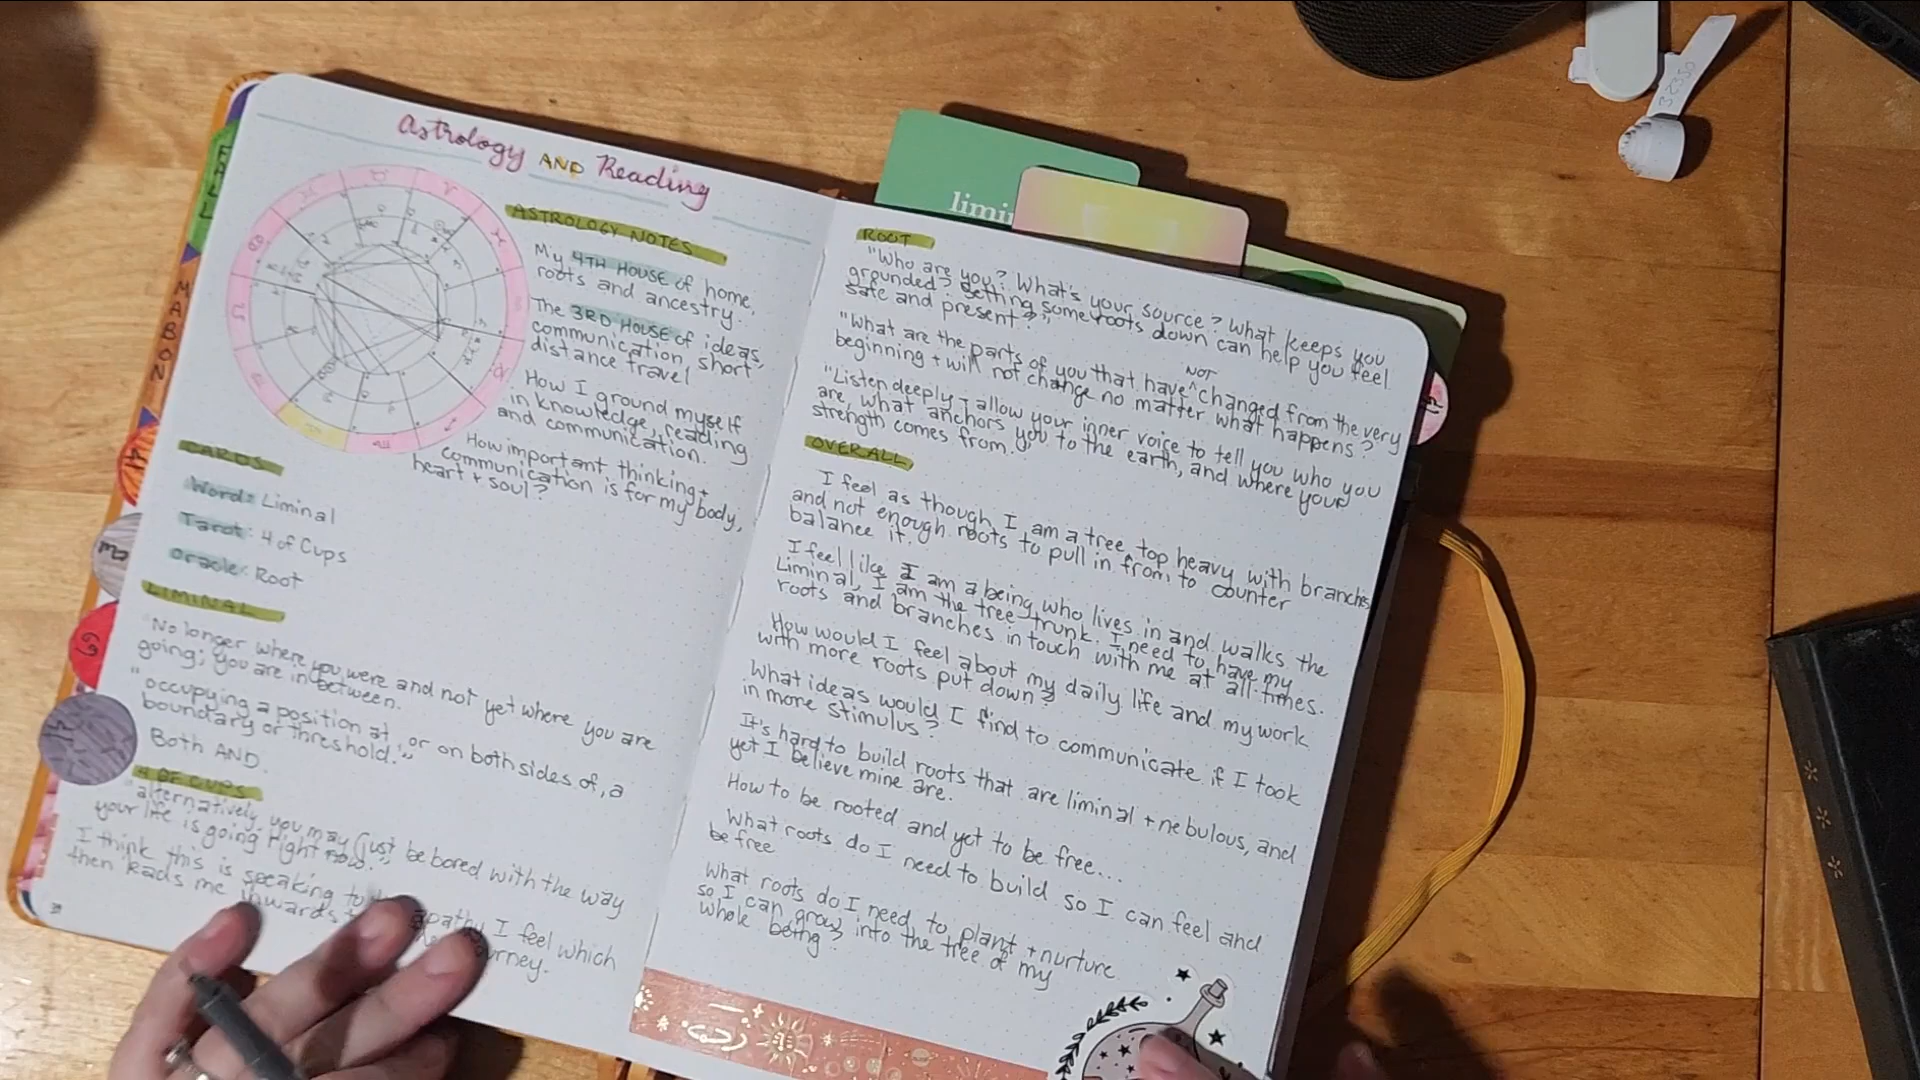 Astrology AND Reading
ASTROLOGY NOTES
My 4TH HOUSE of home,
roots and ancestry.
The 3RD HOUSE of ideas,
communication, short
distance travel
How I ground myself
in knowledge, reading
and communication.
How important thinking +
communication is for my body,
heart + soul?
CARDS
Word: Liminal
Tarot: 4 of Cups
Oracle: Root
LIMINAL
"No longer where you were and not yet where you are
going; you are in between.
"occupying a position at, or on both sides of, a
boundary or threshold."
Both AND.
4 OF CUPS
"alternatively, you may just be bored with the way
your life is going right now."
I think this is speaking to apathy I feel which
then leads me inwards
FALL
MABON
limi
ROOT
"Who are you? What's your source? What keeps you
grounded? Getting some roots down can help you feel
safe and present?"
"What are the parts of you that have NOT changed from the very
beginning + will not change no matter what happens?
"Listen deeply + allow your inner voice to tell you who you
are, what anchors you to the earth, and where your
strength comes from."
OVERALL
I feel as though I am a tree top heavy with branches
and not enough roots to pull in from to counter
balance it.
I feel like I am a being who lives in and walks the
Liminal, I am the tree trunk. I need to have my
roots and branches in touch with me at all times.
How would I feel about my daily life and my work
with more roots put down?
What ideas would I find to communicate if I took
in more stimulus?
It's hard to build roots that are liminal + nebulous, and
yet I believe mine are.
How to be rooted and yet to be free...
What roots do I need to build so I can feel and
be free
What roots do I need to plant + nurture
so I can grow into the tree of my
whole being?